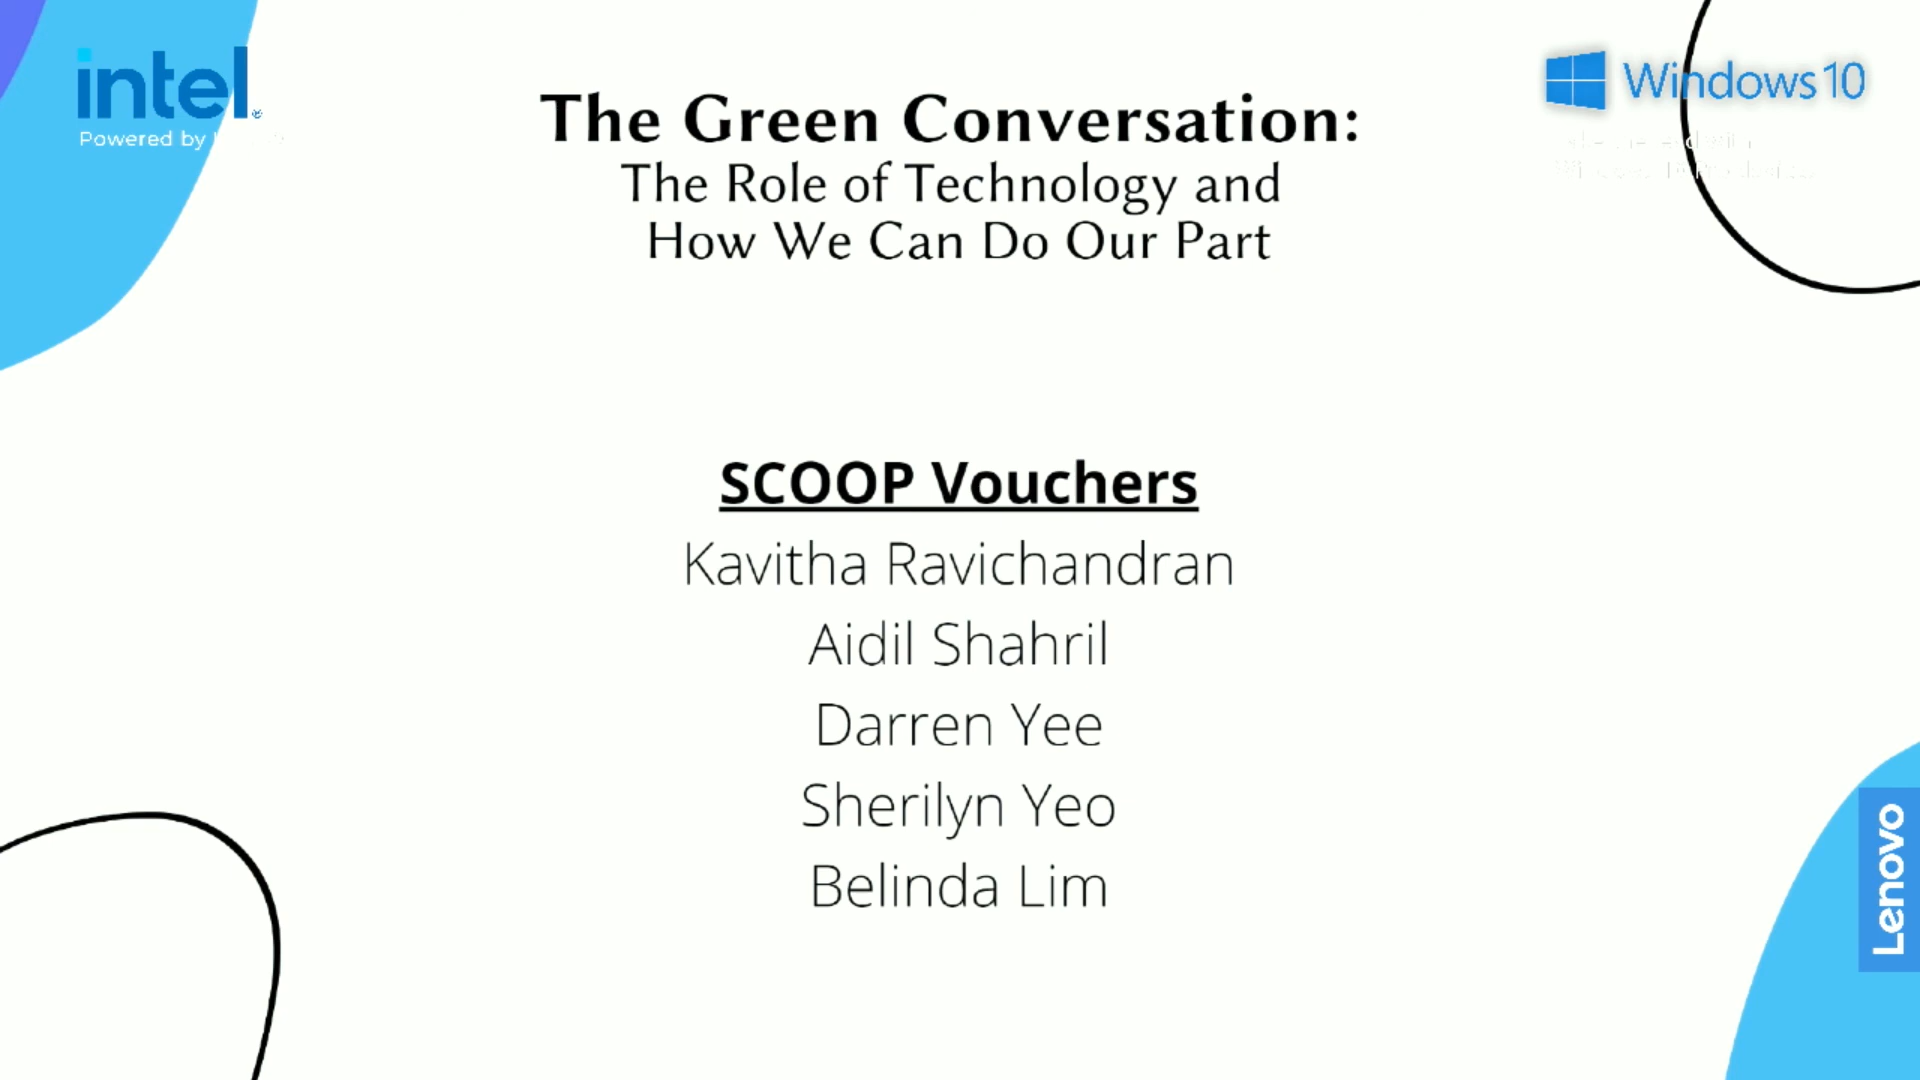 intel
Powered by
Windows 10
The Green Conversation:
The Role of Technology and
How We Can Do Our Part
SCOOP Vouchers
Kavitha Ravichandran
Aidil Shahril
Darren Yee
Sherilyn Yeo
Belinda Lim
Lenovo